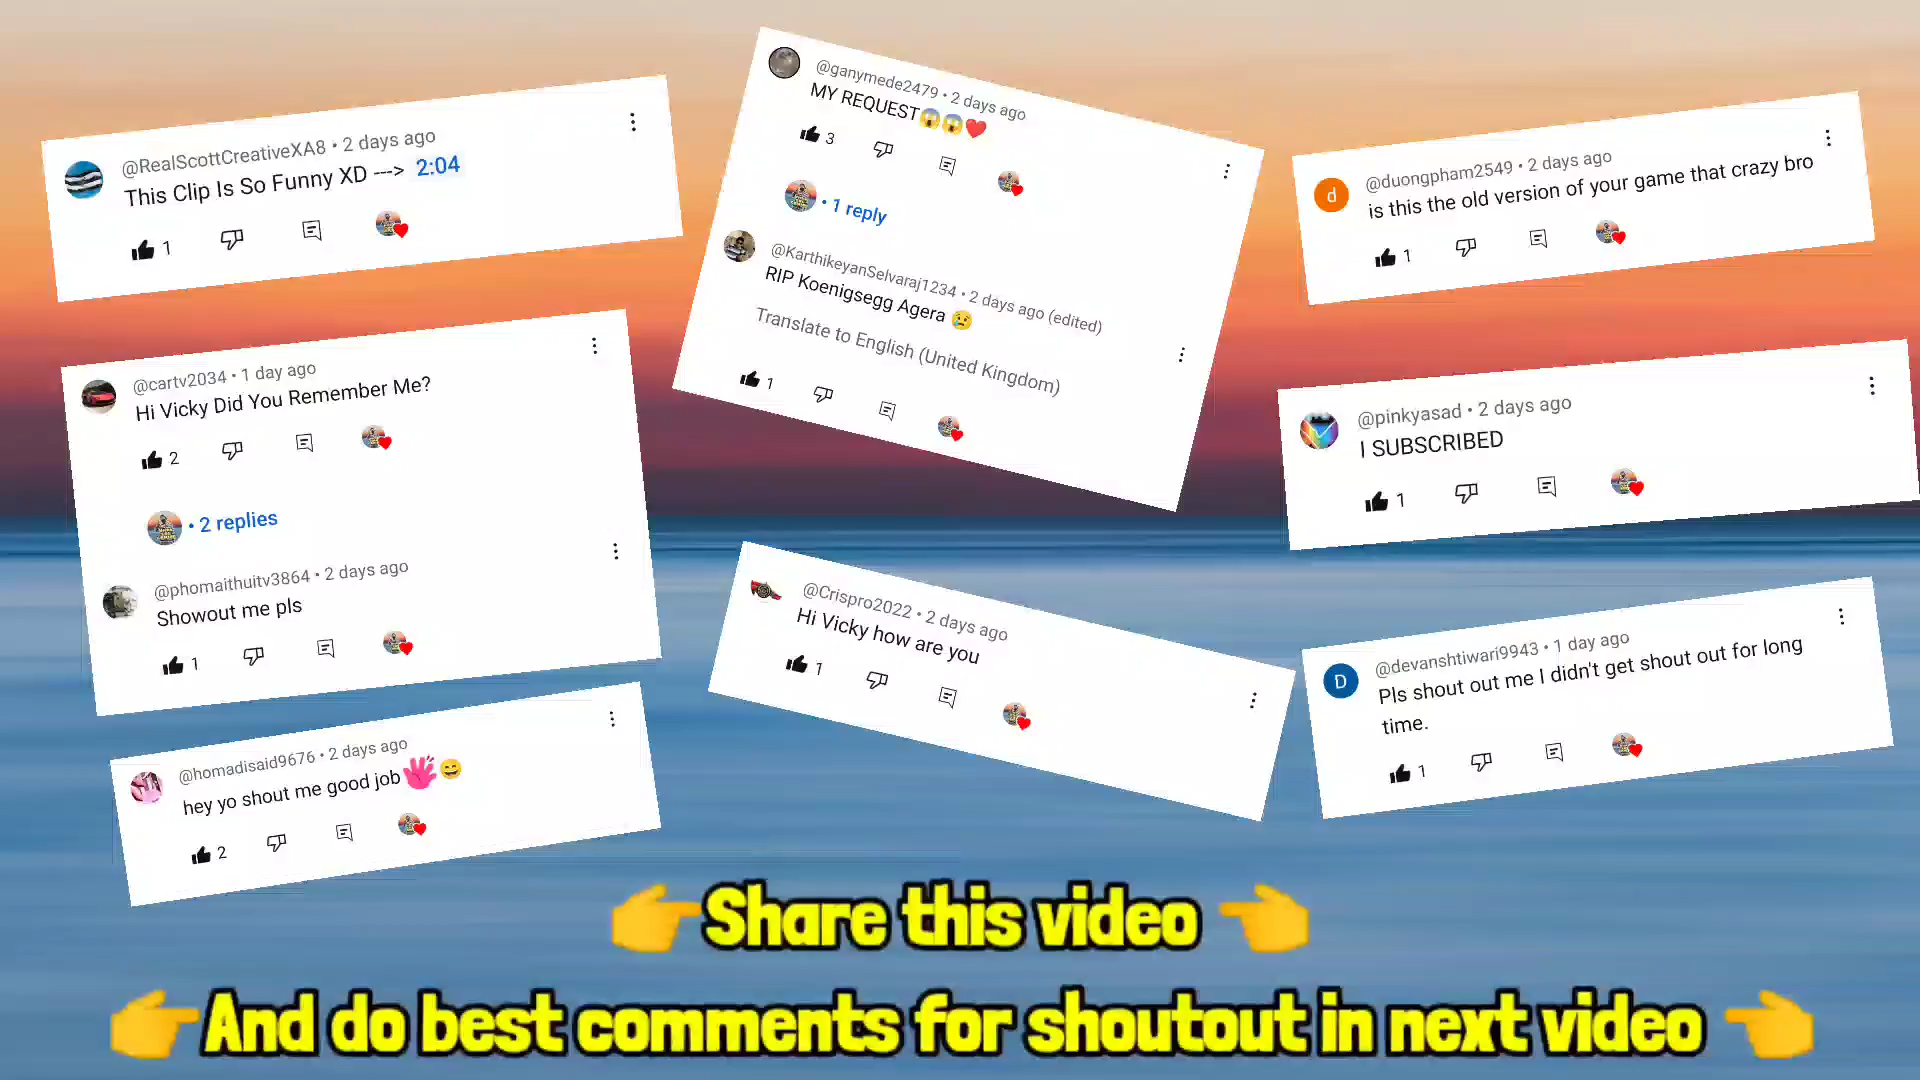 @RealScottCreativeXA8 • 2 days ago
This Clip Is So Funny XD ---> 2:04
1
@cartv2034 • 1 day ago
Hi Vicky Did You Remember Me?
2
• 2 replies
@phomaithuitv3864 • 2 days ago
Showout me pls
1
@homadisaid9676 • 2 days ago
hey yo shout me good job👏😄
2
@ganymede2479 • 2 days ago
MY REQUEST😱😱❤️
3
• 1 reply
@KarthikeyanSelvaraj1234 • 2 days ago (edited)
RIP Koenigsegg Agera 😢
Translate to English (United Kingdom)
1
@Crispro2022 • 2 days ago
Hi Vicky how are you
1
d
@duongpham2549 • 2 days ago
is this the old version of your game that crazy bro
1
@pinkyasad • 2 days ago
I SUBSCRIBED
1
D
@devanshtiwari9943 • 1 day ago
Pls shout out me I didn't get shout out for long
time.
1
👉Share this video 👈
👉And do best comments for shoutout in next video 👈